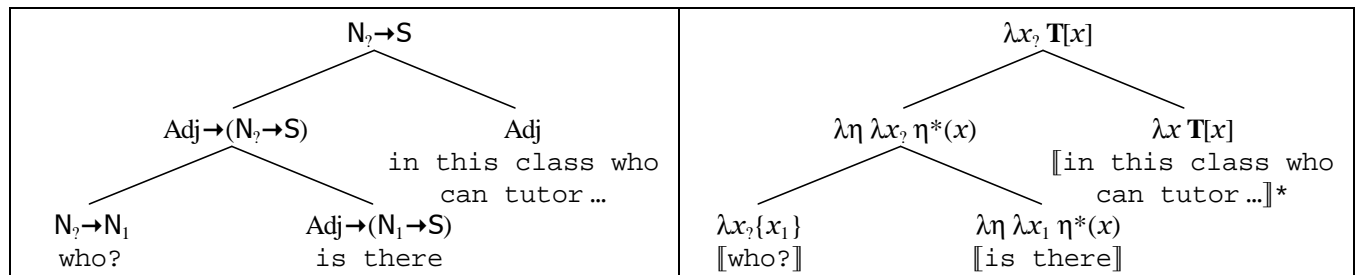 N?→S
Adj→(N?→S) Adj
in this class who
can tutor …
N?→N₁ Adj→(N₁→S)
who? is there
λx? T[x]
λη λx? η*(x) λx T[x]
⟦in this class who
can tutor …⟧*
λx?{x₁} λη λx₁ η*(x)
⟦who?⟧ ⟦is there⟧